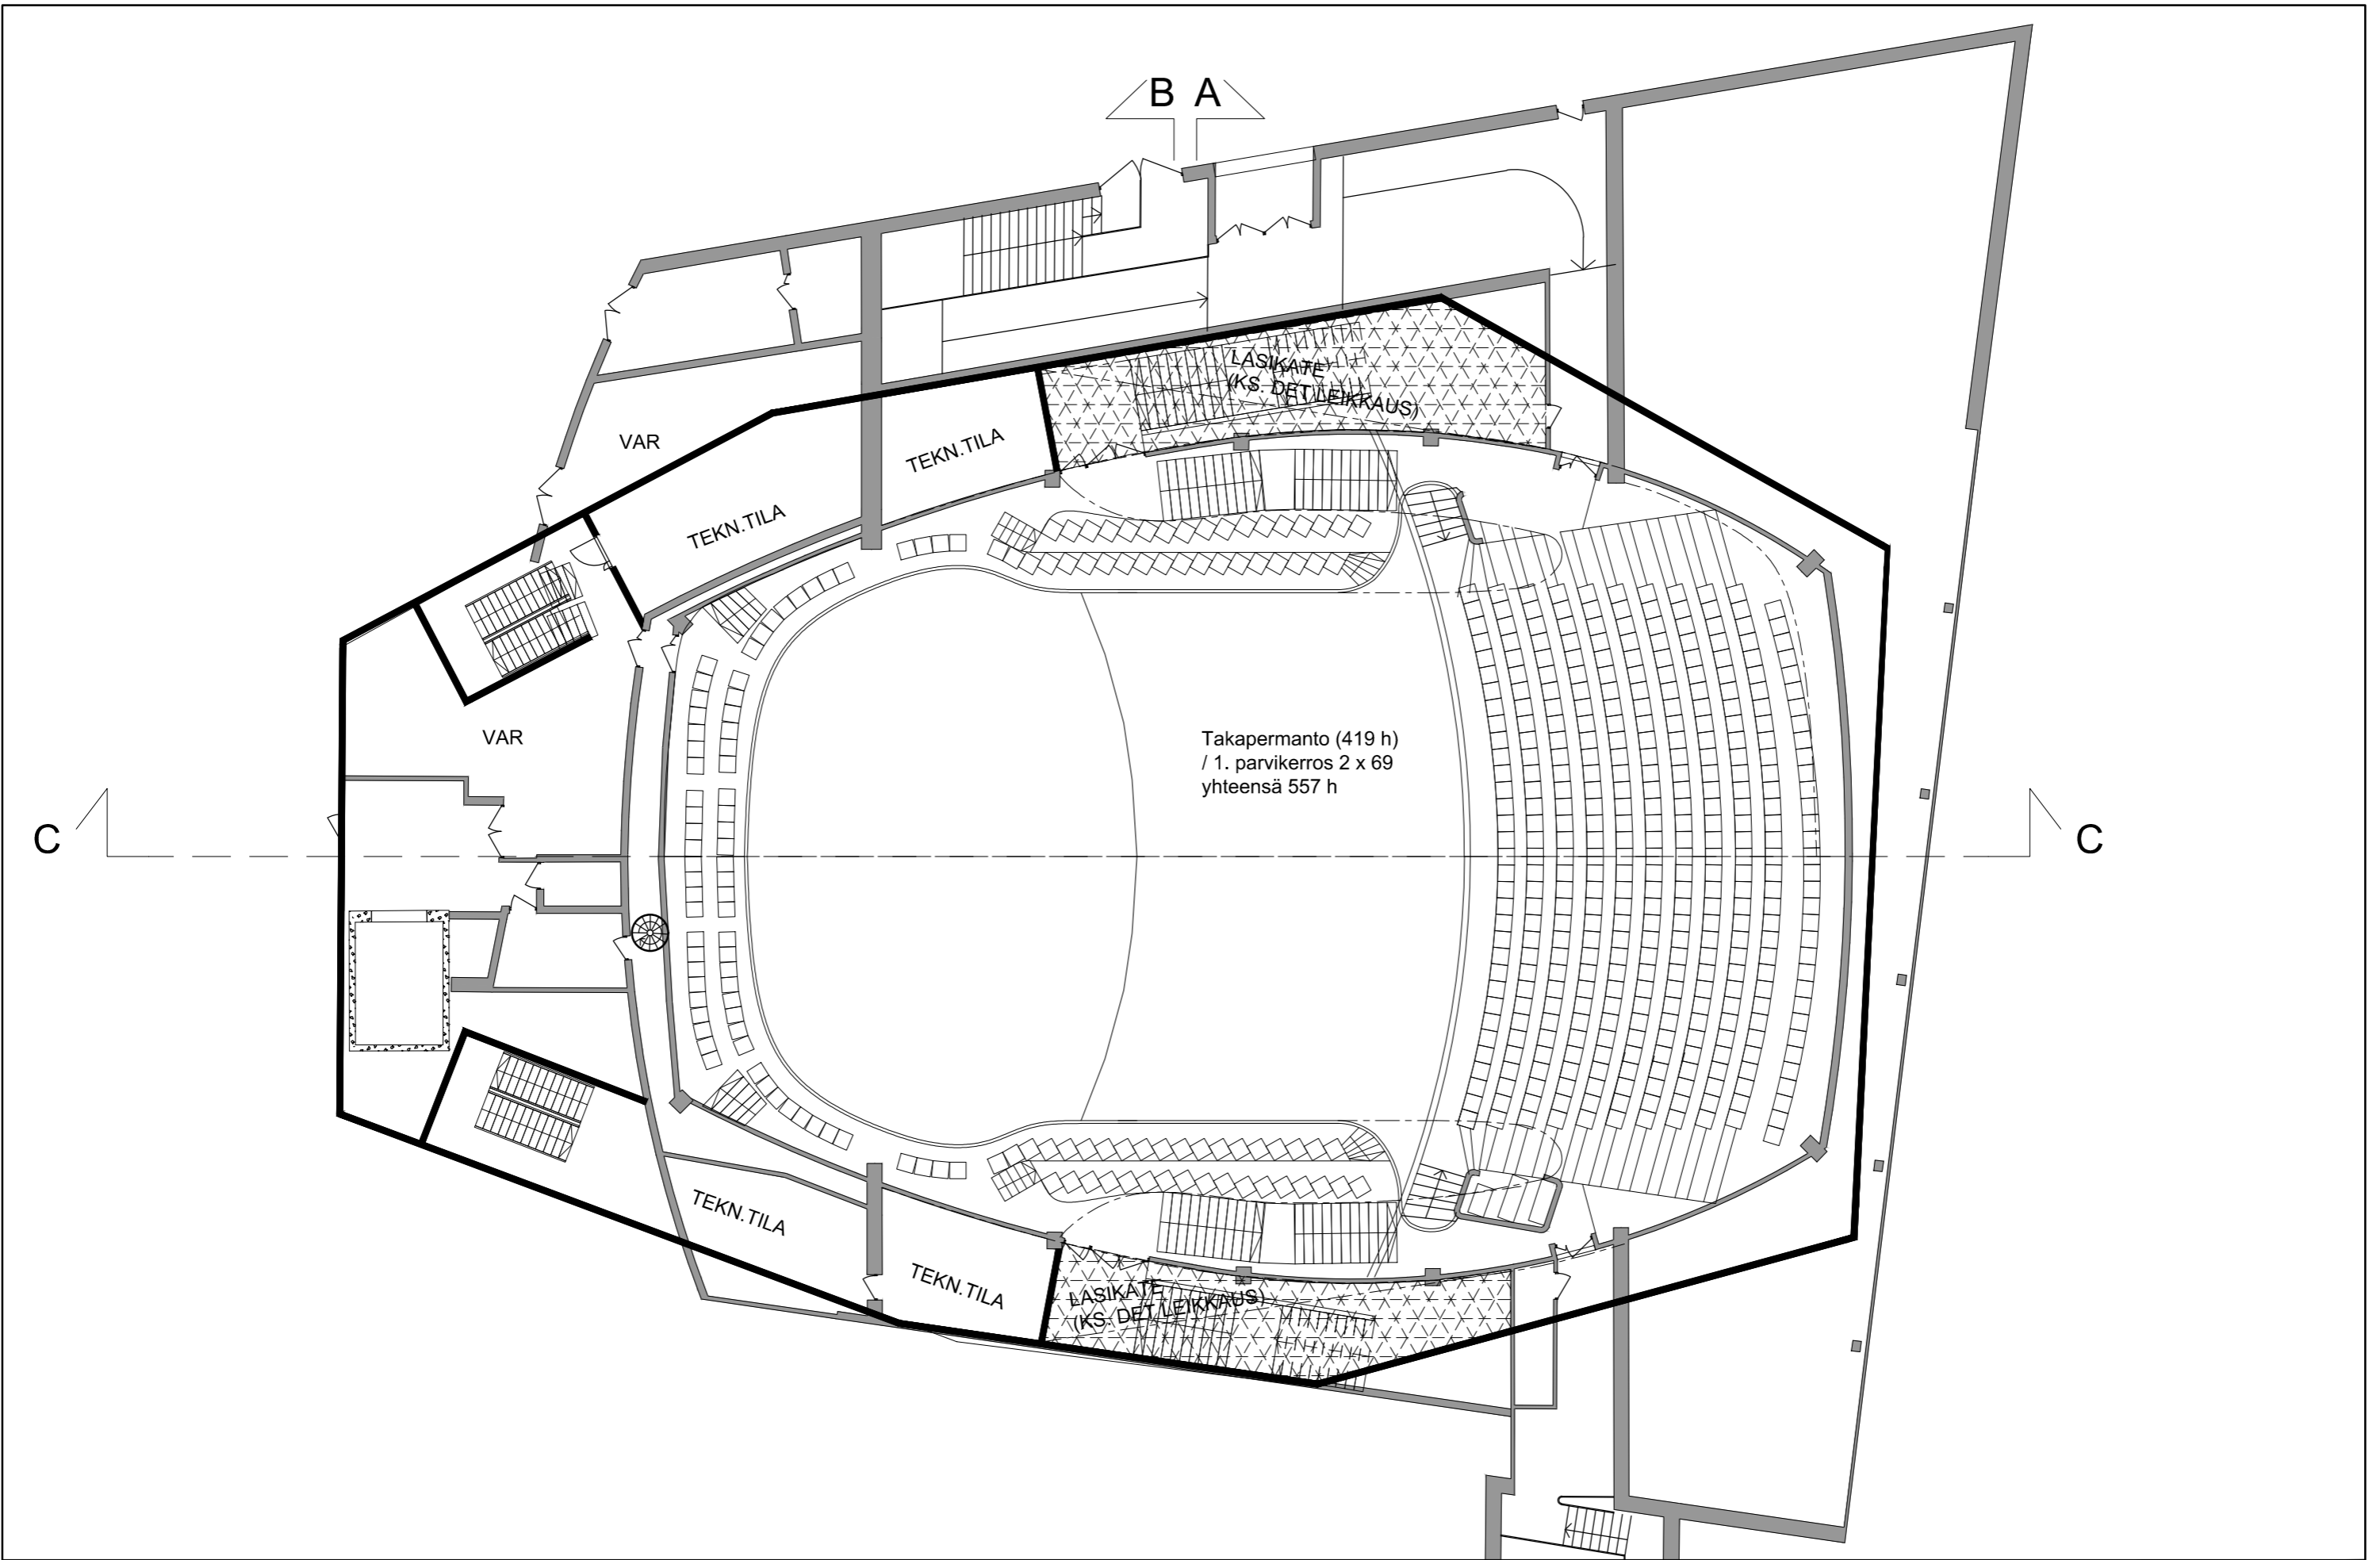 B A
LASIKATE
(KS. DET LEIKKAUS)
VAR
TEKN.TILA
TEKN.TILA
VAR
Takapermanto (419 h)
/ 1. parvikerros 2 x 69
yhteensä 557 h
C
C
TEKN.TILA
TEKN.TILA
LASIKATE
(KS. DET LEIKKAUS)